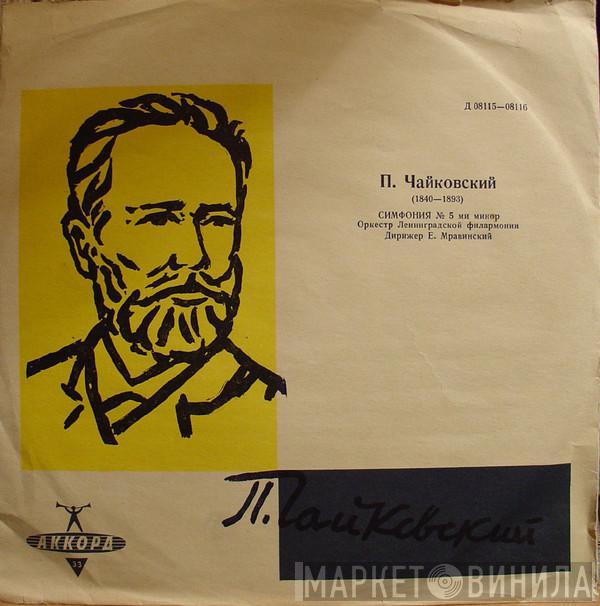 Д 08115—08116
П. Чайковский
(1840—1893)
СИМФОНИЯ № 5 ми минор
Оркестр Ленинградской филармонии
Дирижер Е. Мравинский
П. Чайковский
АККОРД
33
МАРКЕТ ВИНИЛА